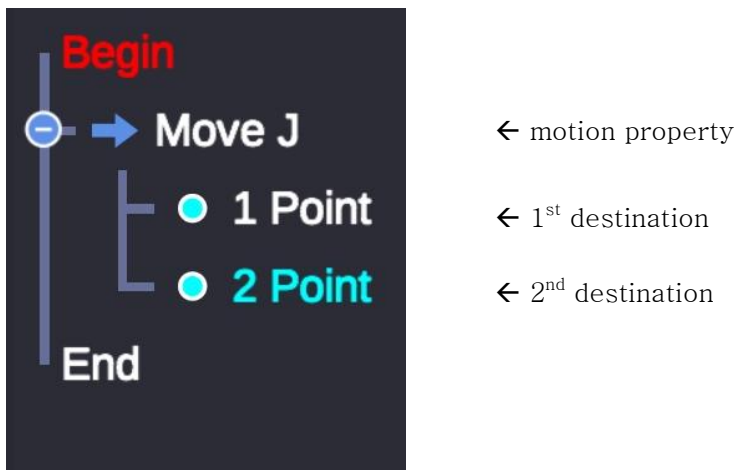 Begin
Move J ← motion property
1 Point ← 1st destination
2 Point ← 2nd destination
End